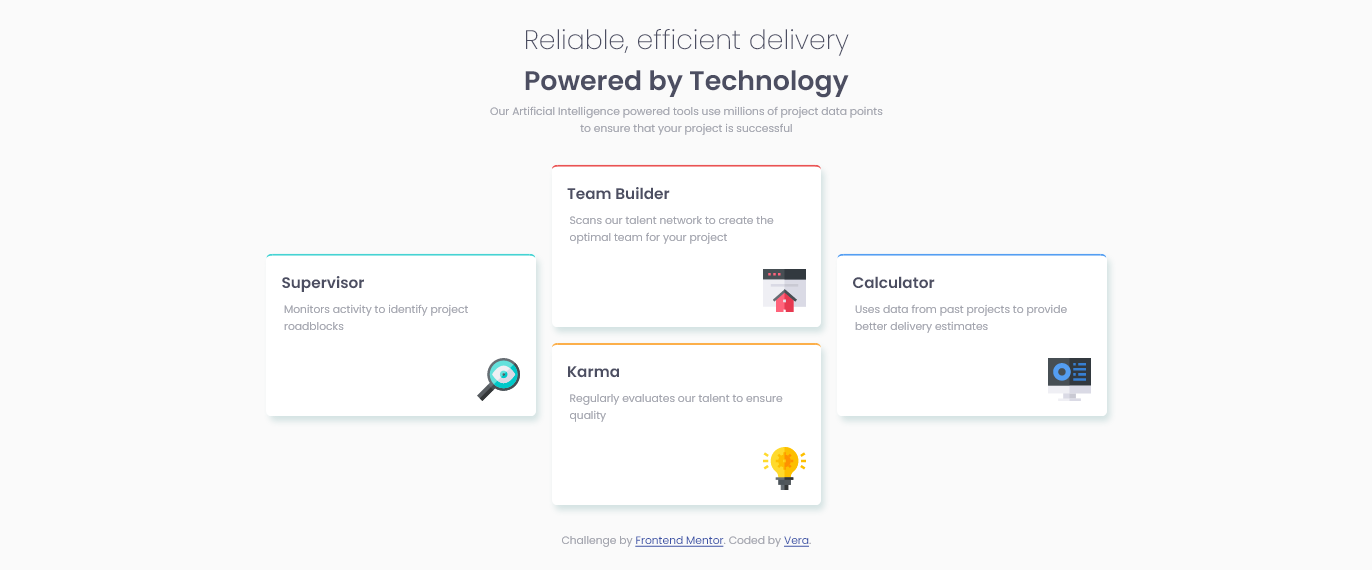 Reliable, efficient delivery
Powered by Technology
Our Artificial Intelligence powered tools use millions of project data points
to ensure that your project is successful
Supervisor
Monitors activity to identify project
roadblocks
Team Builder
Scans our talent network to create the
optimal team for your project
Karma
Regularly evaluates our talent to ensure
quality
Calculator
Uses data from past projects to provide
better delivery estimates
Challenge by Frontend Mentor. Coded by Vera.